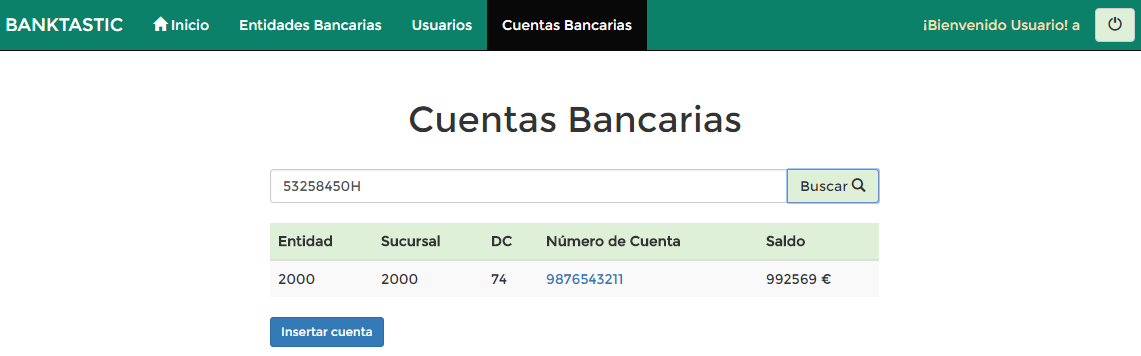 BANKTASTIC Inicio Entidades Bancarias Usuarios Cuentas Bancarias ¡Bienvenido Usuario! a
Cuentas Bancarias
53258450H Buscar
Entidad Sucursal DC Número de Cuenta Saldo
2000 2000 74 9876543211 992569 €
Insertar cuenta